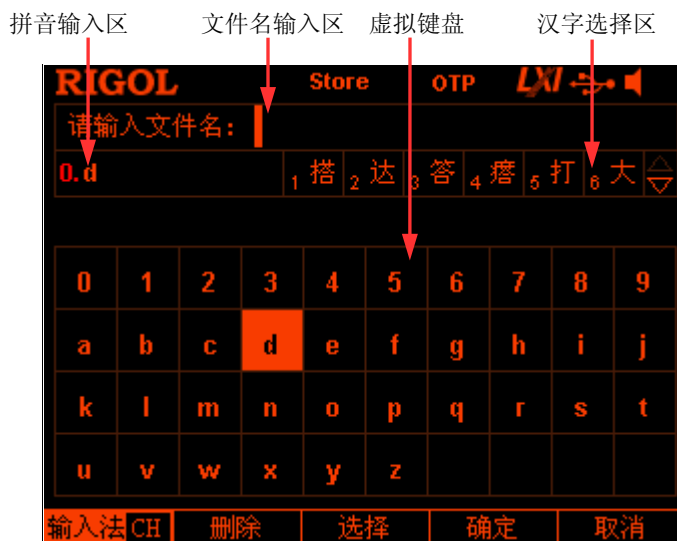 拼音输入区 文件名输入区 虚拟键盘 汉字选择区
RIGOL Store OTP LXI
请输入文件名:
0.d 1 搭 2 达 3 答 4 瘩 5 打 6 大
0 1 2 3 4 5 6 7 8 9
a b c d e f g h i j
k l m n o p q r s t
u v w x y z
输入法 CH 删除 选择 确定 取消